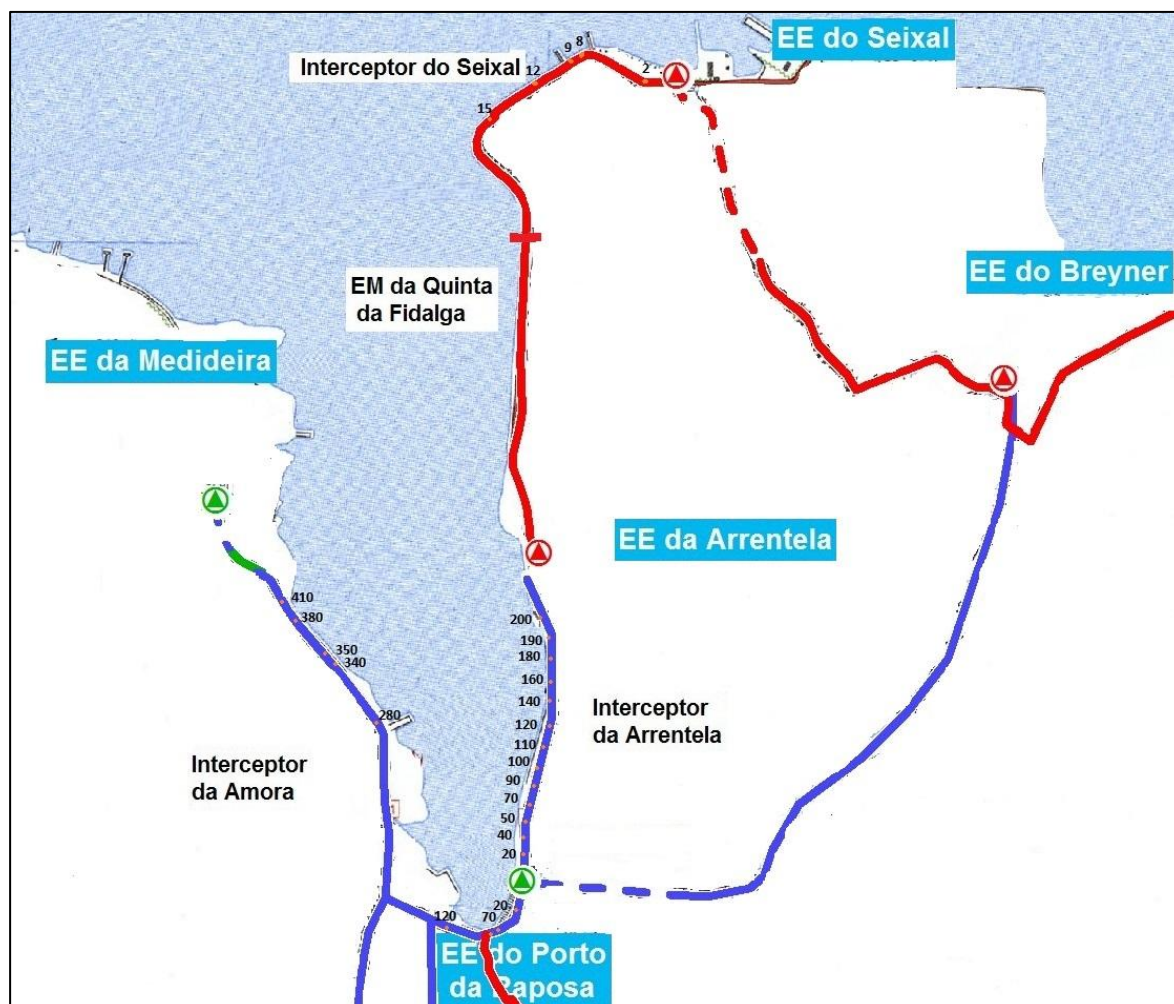 EE do Seixal
Interceptor do Seixal
9
8
12
2
15
EE do Breyner
EM da Quinta
da Fidalga
EE da Medideira
EE da Arrentela
410
380
350
340
280
200
190
180
160
140
120
110
100
90
70
50
40
20
Interceptor
da Arrentela
Interceptor
da Amora
20
70
120
EE do Porto
da Raposa